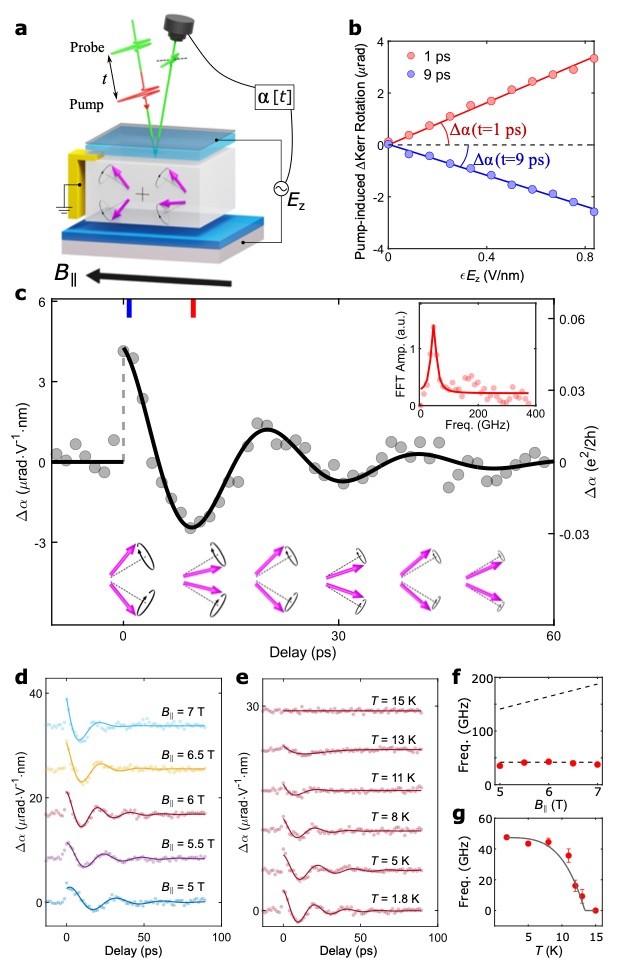 a
Probe
t
Pump
α [t]
E_z
B_∥
b
Pump-induced ΔKerr Rotation (μrad)
4
2
0
-2
-4
1 ps
9 ps
Δα(t=1 ps)
Δα(t=9 ps)
0
0.4
0.8
ϵE_z (V/nm)
c
Δα (μrad·V⁻¹·nm)
6
3
0
-3
FFT Amp. (a.u.)
1
0
0
200
400
Freq. (GHz)
0.06
0.03
0
-0.03
Δα (e²/2h)
0
30
60
Delay (ps)
d
Δα (μrad·V⁻¹·nm)
40
20
0
B_∥ = 7 T
B_∥ = 6.5 T
B_∥ = 6 T
B_∥ = 5.5 T
B_∥ = 5 T
0
50
100
Delay (ps)
e
Δα (μrad·V⁻¹·nm)
30
0
T = 15 K
T = 13 K
T = 11 K
T = 8 K
T = 5 K
T = 1.8 K
0
50
100
Delay (ps)
f
Freq. (GHz)
200
100
0
5
6
7
B_∥ (T)
g
Freq. (GHz)
60
40
20
0
5
10
15
T (K)